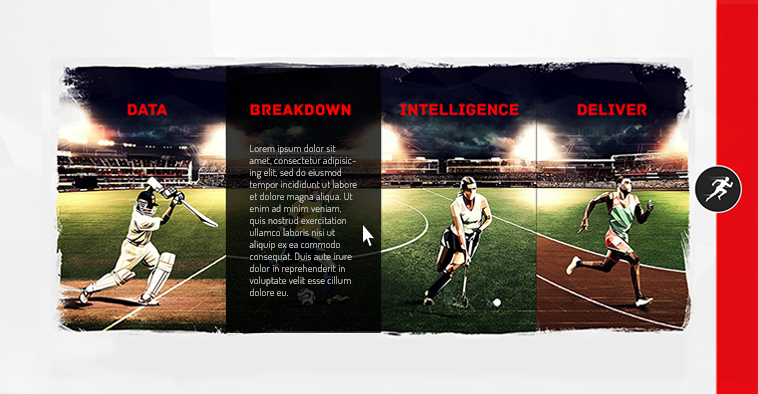 DATA
BREAKDOWN
INTELLIGENCE
DELIVER
Lorem ipsum dolor sit
amet, consectetur adipisic-
ing elit, sed do eiusmod
tempor incididunt ut labore
et dolore magna aliqua. Ut
enim ad minim veniam,
quis nostrud exercitation
ullamco laboris nisi ut
aliquip ex ea commodo
consequat. Duis aute irure
dolor in reprehenderit in
voluptate velit esse cillum
dolore eu.